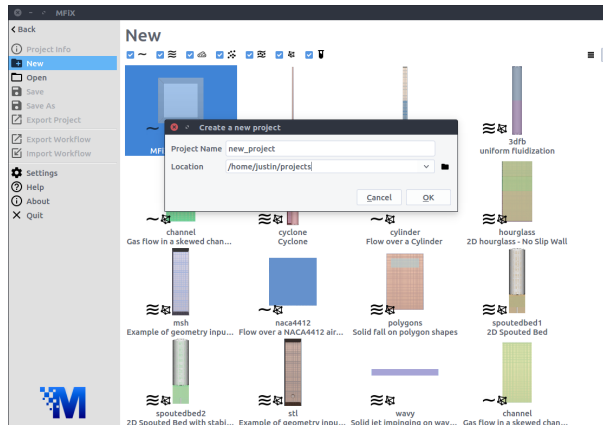 MFiX
Back
New
Project Info
New
Open
Save
Save As
Export Project
Export Workflow
Import Workflow
Settings
Help
About
Quit
Create a new project
Project Name new_project
Location /home/justin/projects
Cancel OK
3dfb
uniform fluidization
channel
Gas flow in a skewed chan...
cyclone
Cyclone
cylinder
Flow over a Cylinder
hourglass
2D hourglass - No Slip Wall
msh
Example of geometry inpu...
naca4412
Flow over a NACA4412 air...
polygons
Solid fall on polygon shapes
spoutedbed1
2D Spouted Bed
spoutedbed2
2D Spouted Bed with stabi...
stl
Example of geometry inpu...
wavy
Solid jet impinging on wav...
channel
Gas flow in a skewed chan...
M